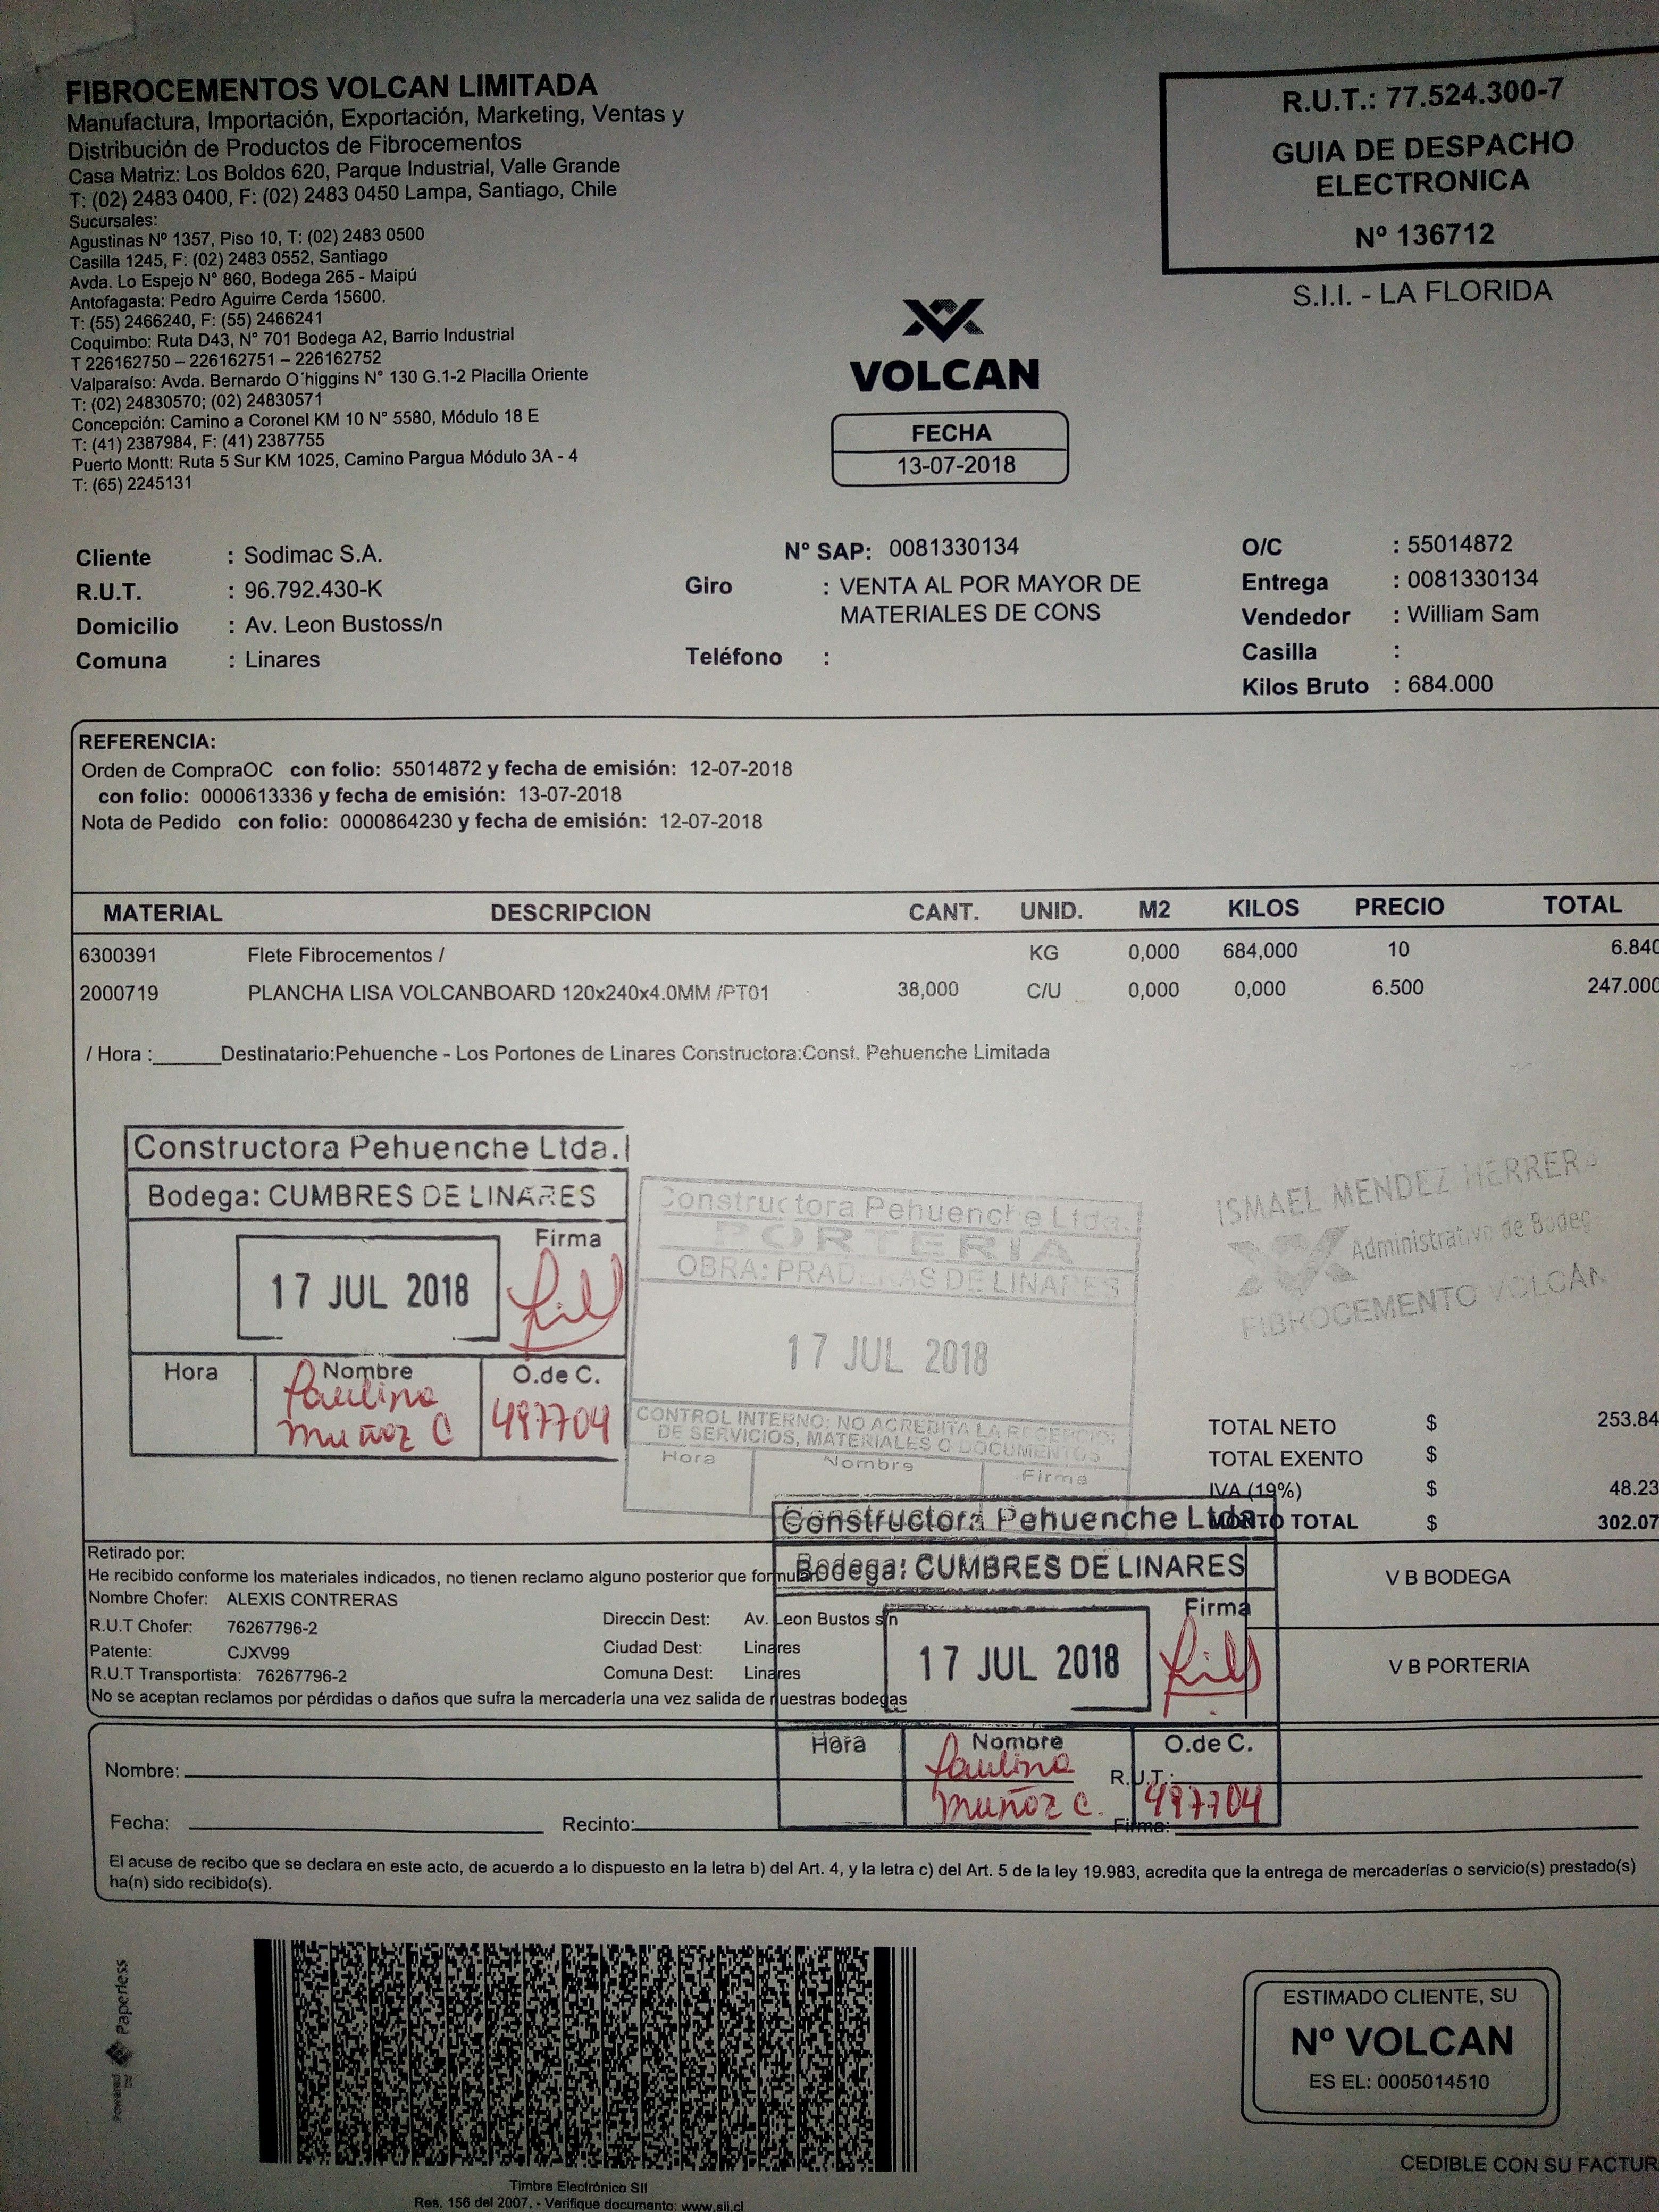 FIBROCEMENTOS VOLCAN LIMITADA
Manufactura, Importación, Exportación, Marketing, Ventas y
Distribución de Productos de Fibrocementos
Casa Matriz: Los Boldos 620, Parque Industrial, Valle Grande
T: (02) 2483 0400, F: (02) 2483 0450 Lampa, Santiago, Chile
Sucursales:
Agustinas Nº 1357, Piso 10, T: (02) 2483 0500
Casilla 1245, F: (02) 2483 0552, Santiago
Avda. Lo Espejo N° 860, Bodega 265 - Maipú
Antofagasta: Pedro Aguirre Cerda 15600.
T: (55) 2466240, F: (55) 2466241
Coquimbo: Ruta D43, N° 701 Bodega A2, Barrio Industrial
T 226162750 – 226162751 – 226162752
Valparaíso: Avda. Bernardo O´higgins N° 130 G.1-2 Placilla Oriente
T: (02) 24830570; (02) 24830571
Concepción: Camino a Coronel KM 10 N° 5580, Módulo 18 E
T: (41) 2387984, F: (41) 2387755
Puerto Montt: Ruta 5 Sur KM 1025, Camino Pargua Módulo 3A - 4
T: (65) 2245131
R.U.T.: 77.524.300-7
GUIA DE DESPACHO
ELECTRONICA
Nº 136712
S.I.I. - LA FLORIDA
VOLCAN
FECHA
13-07-2018
Cliente : Sodimac S.A.
R.U.T. : 96.792.430-K
Domicilio : Av. Leon Bustoss/n
Comuna : Linares
Nº SAP: 0081330134
Giro : VENTA AL POR MAYOR DE
MATERIALES DE CONS
Teléfono :
O/C : 55014872
Entrega : 0081330134
Vendedor : William Sam
Casilla :
Kilos Bruto : 684.000
REFERENCIA:
Orden de CompraOC con folio: 55014872 y fecha de emisión: 12-07-2018
con folio: 0000613336 y fecha de emisión: 13-07-2018
Nota de Pedido con folio: 0000864230 y fecha de emisión: 12-07-2018
MATERIAL DESCRIPCION CANT. UNID. M2 KILOS PRECIO TOTAL
6300391 Flete Fibrocementos / KG 0,000 684,000 10 6.840
2000719 PLANCHA LISA VOLCANBOARD 120x240x4.0MM /PT01 38,000 C/U 0,000 0,000 6.500 247.000
/ Hora :______Destinatario:Pehuenche - Los Portones de Linares Constructora:Const. Pehuenche Limitada
Constructora Pehuenche Ltda.
Bodega: CUMBRES DE LINARES
Firma
17 JUL 2018
Hora Nombre O.de C.
Paulina
Muñoz C 497704
Constructora Pehuenche Ltda.
PORTERIA
OBRA: PRADERAS DE LINARES
17 JUL 2018
CONTROL INTERNO: NO ACREDITA LA RECEPCION
DE SERVICIOS, MATERIALES O DOCUMENTOS
Hora Nombre Firma
ISMAEL MENDEZ HERRERA
Administrativo de Bodeg
FIBROCEMENTO VOLCÁN
TOTAL NETO $ 253.84
TOTAL EXENTO $
IVA (19%) $ 48.23
MONTO TOTAL $ 302.07
Constructora Pehuenche Ltda
Bodega: CUMBRES DE LINARES
Firma
17 JUL 2018
Hora Nombre O.de C.
Paulina
Muñoz C. 497704
Retirado por:
He recibido conforme los materiales indicados, no tienen reclamo alguno posterior que formular
Nombre Chofer: ALEXIS CONTRERAS
R.U.T Chofer: 76267796-2
Patente: CJXV99
R.U.T Transportista: 76267796-2
Direccin Dest: Av. Leon Bustos s/n
Ciudad Dest: Linares
Comuna Dest: Linares
No se aceptan reclamos por pérdidas o daños que sufra la mercadería una vez salida de nuestras bodegas
V B BODEGA
V B PORTERIA
Nombre: R.U.T.:
Fecha: Recinto: Firma:
El acuse de recibo que se declara en este acto, de acuerdo a lo dispuesto en la letra b) del Art. 4, y la letra c) del Art. 5 de la ley 19.983, acredita que la entrega de mercaderías o servicio(s) prestado(s)
ha(n) sido recibido(s).
Powered by Paperless
Timbre Electrónico SII
Res. 156 del 2007. - Verifique documento: www.sii.cl
ESTIMADO CLIENTE, SU
Nº VOLCAN
ES EL: 0005014510
CEDIBLE CON SU FACTUR